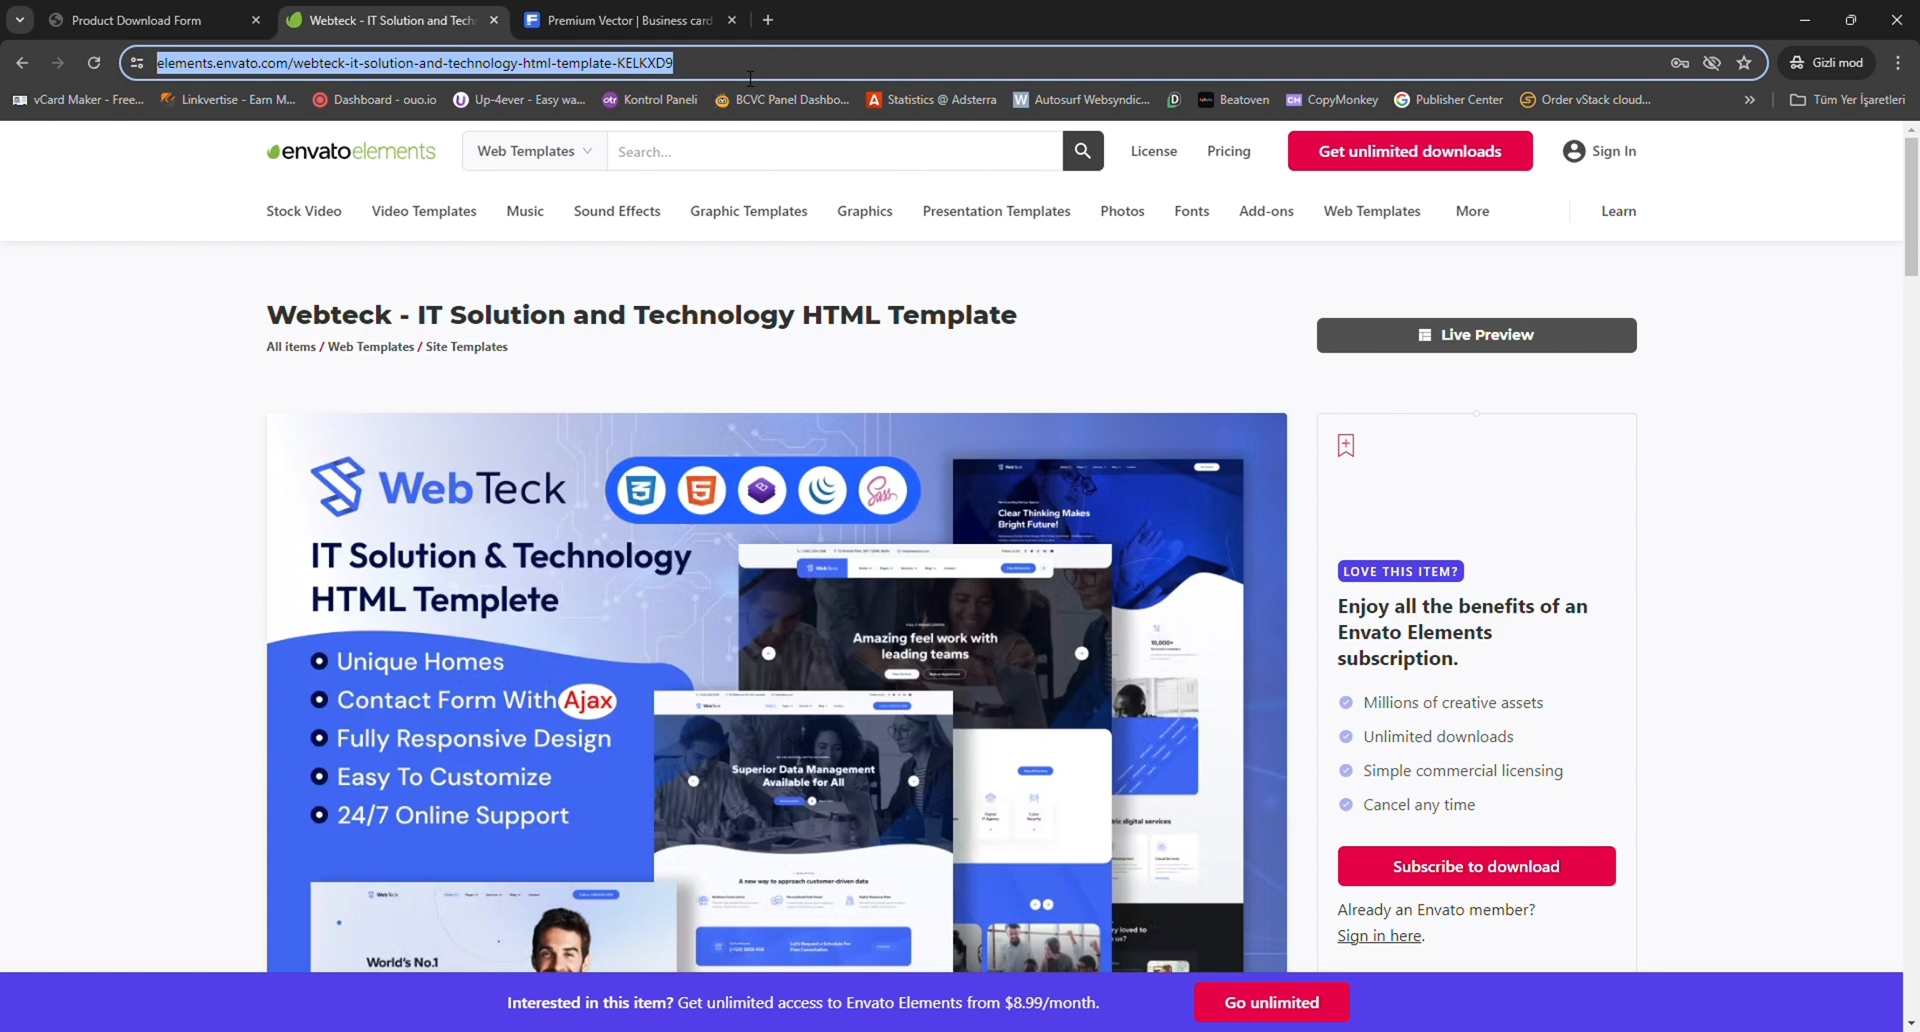 Product Download Form
Webteck - IT Solution and Tech
Premium Vector | Business card
elements.envato.com/webteck-it-solution-and-technology-html-template-KELKXD9
Gizli mod
vCard Maker - Free...
Linkvertise - Earn M...
Dashboard - ouo.io
Up-4ever - Easy wa...
Kontrol Paneli
BCVC Panel Dashbo...
Statistics @ Adsterra
Autosurf Websyndic...
Beatoven
CopyMonkey
Publisher Center
Order vStack cloud...
Tüm Yer İşaretleri
envatoelements
Web Templates
Search...
License
Pricing
Get unlimited downloads
Sign In
Stock Video
Video Templates
Music
Sound Effects
Graphic Templates
Graphics
Presentation Templates
Photos
Fonts
Add-ons
Web Templates
More
Learn
Webteck - IT Solution and Technology HTML Template
All items / Web Templates / Site Templates
Live Preview
WebTeck
IT Solution & Technology
HTML Templete
Unique Homes
Contact Form With Ajax
Fully Responsive Design
Easy To Customize
24/7 Online Support
Clear Thinking Makes
Bright Future!
Amazing feel work with
leading teams
10,000+
Superior Data Management
Available for All
A new way to approach customer-driven data
World's No.1
LOVE THIS ITEM?
Enjoy all the benefits of an
Envato Elements
subscription.
Millions of creative assets
Unlimited downloads
Simple commercial licensing
Cancel any time
Subscribe to download
Already an Envato member?
Sign in here.
Interested in this item? Get unlimited access to Envato Elements from $8.99/month.
Go unlimited